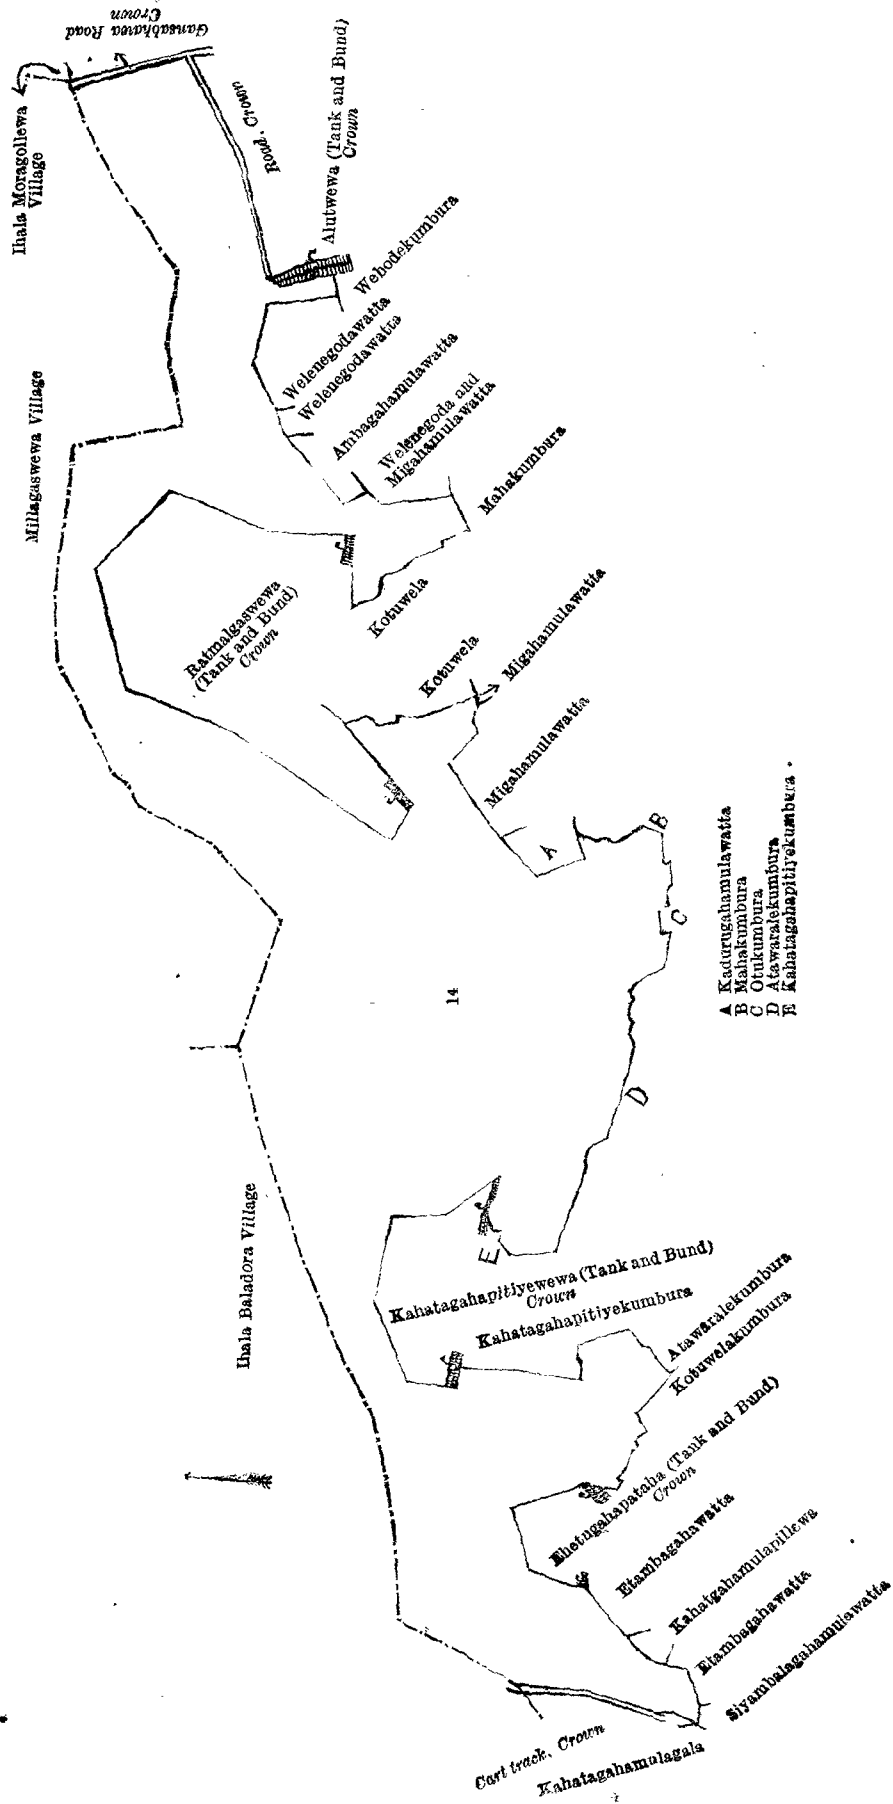 Gansabhawa Road
Crown
Ihala Moragollewa
Village
Road, Crown
Alutwewa (Tank and Bund)
Crown
Webodekumbura
Millagaswewa Village
Welenegodawatta
Welenegodawatta
Ambagahamulawatta
Welenegoda and
Migahamulawatta
Mahakumbura
Ratmalgaswewa
(Tank and Bund)
Crown
Kotuwela
Kotuwela
Migahamulawatta
Migahamulawatta
A
B
C
14
D
A Kadurugahamulawatta
B Mahakumbura
C Otukumbura
D Atawaralekumbura
E Kahatagahapitiyekumbura.
Ihala Baladora Village
E
Kahatagahapitiyewewa (Tank and Bund)
Crown
Kahatagahapitiyekumbura
Atawaralekumbura
Kotuwelakumbura
Ehetugahapataha (Tank and Bund)
Crown
Etambagahawatta
Kahatgahamulapillewa
Etambagahawatta
Siyambalagahamulawatta
Cart track, Crown
Kahatagahamulagala